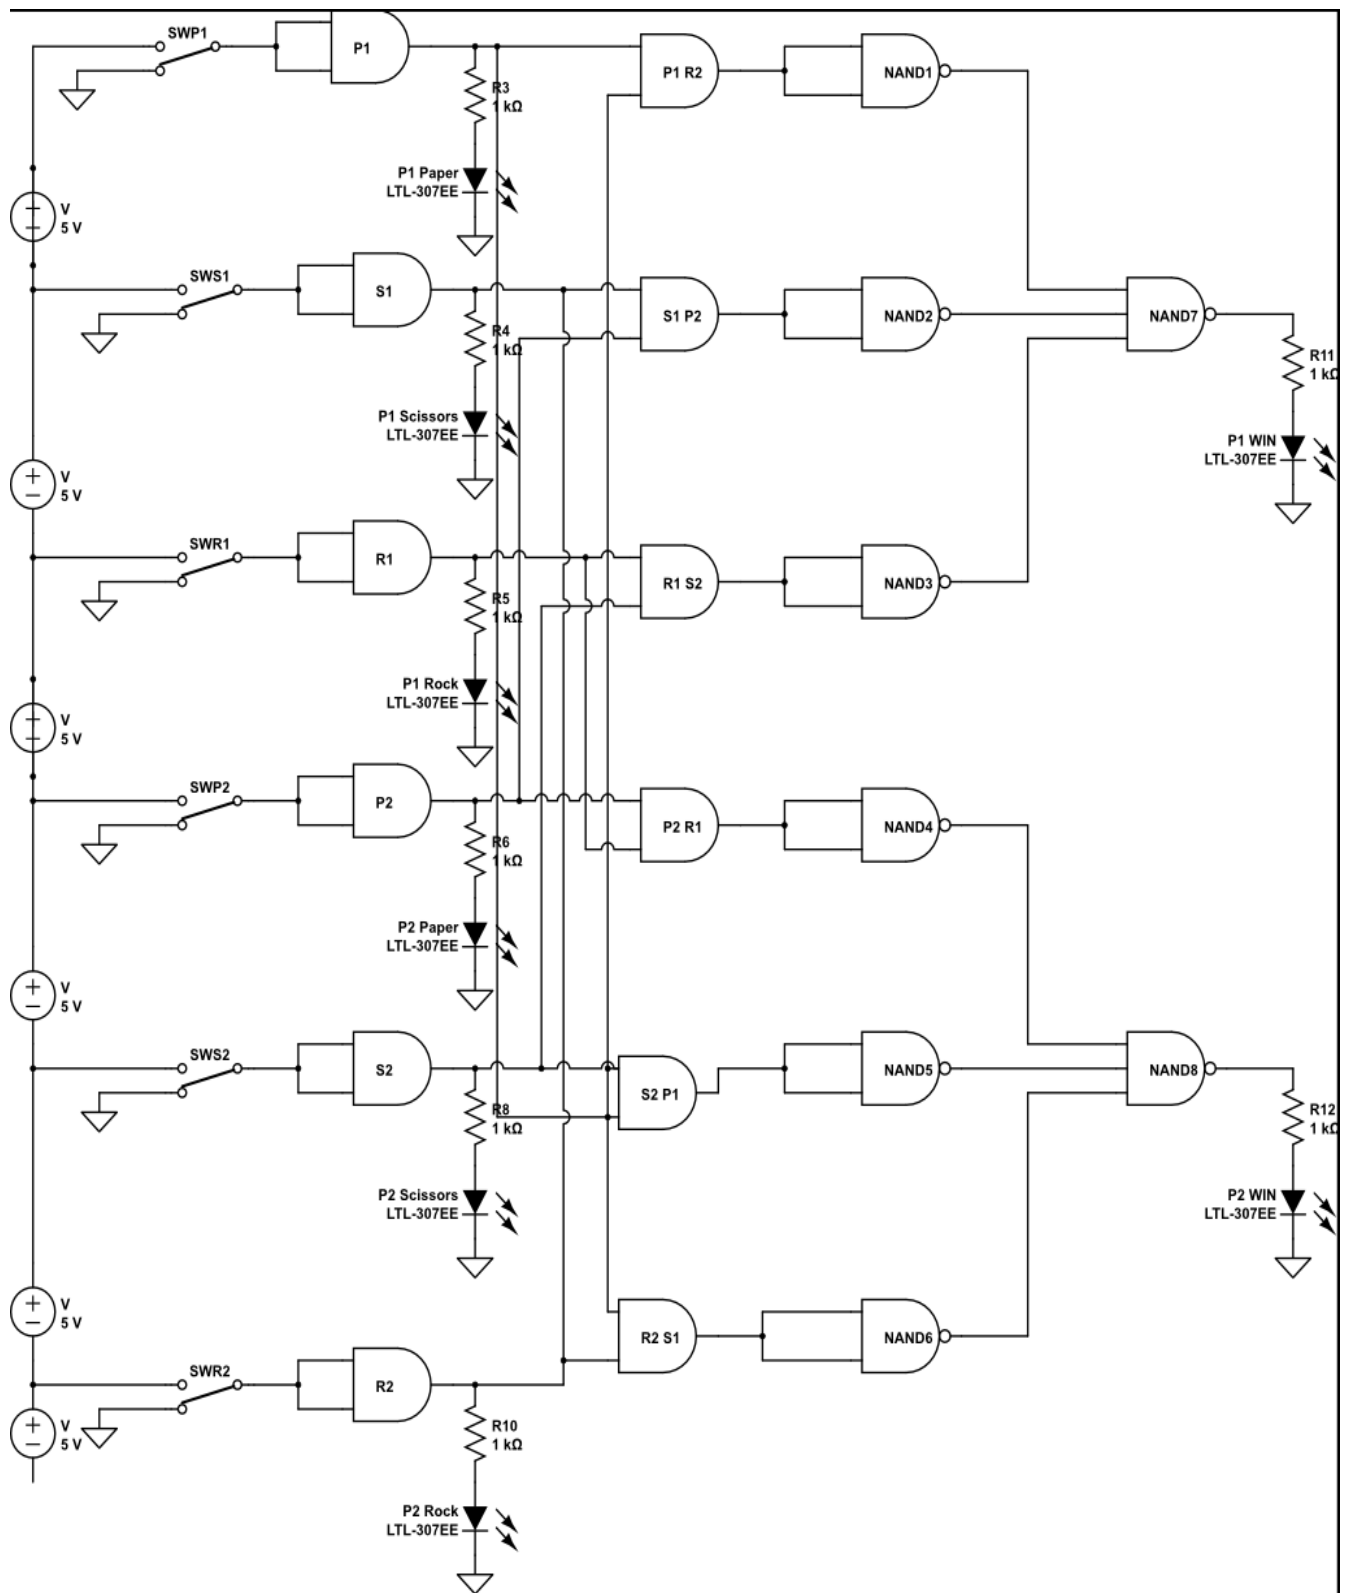 SWP1
P1
P1 R2
NAND1
R3
1 kΩ
P1 Paper
LTL-307EE
V
5 V
SWS1
S1
S1 P2
NAND2
NAND7
R4
1 kΩ
R11
1 kΩ
P1 Scissors
LTL-307EE
P1 WIN
LTL-307EE
V
5 V
SWR1
R1
R1 S2
NAND3
R5
1 kΩ
P1 Rock
LTL-307EE
V
5 V
SWP2
P2
P2 R1
NAND4
R6
1 kΩ
P2 Paper
LTL-307EE
V
5 V
SWS2
S2
S2 P1
NAND5
NAND8
R8
1 kΩ
R12
1 kΩ
P2 Scissors
LTL-307EE
P2 WIN
LTL-307EE
V
5 V
R2 S1
NAND6
SWR2
R2
V
5 V
R10
1 kΩ
P2 Rock
LTL-307EE